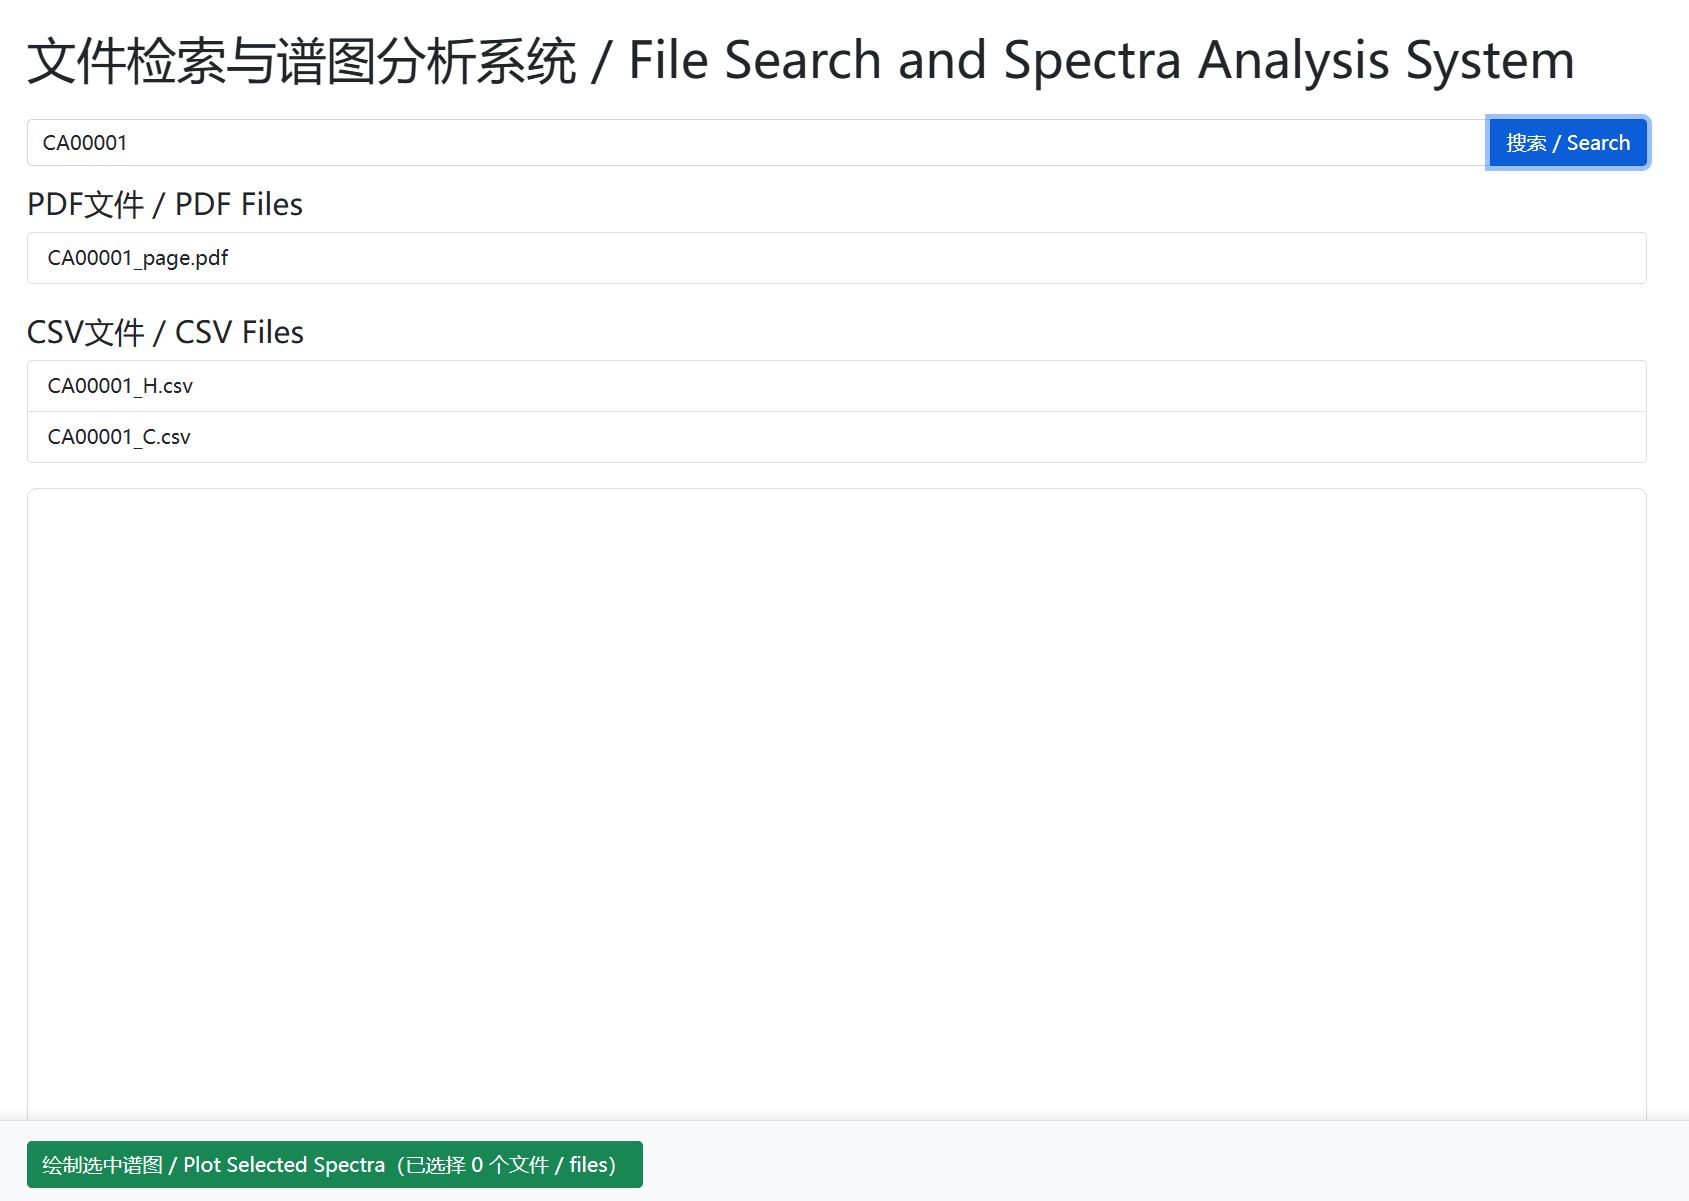 文件检索与谱图分析系统 / File Search and Spectra Analysis System
CA00001
搜索 / Search
PDF文件 / PDF Files
CA00001_page.pdf
CSV文件 / CSV Files
CA00001_H.csv
CA00001_C.csv
绘制选中谱图 / Plot Selected Spectra（已选择 0 个文件 / files）